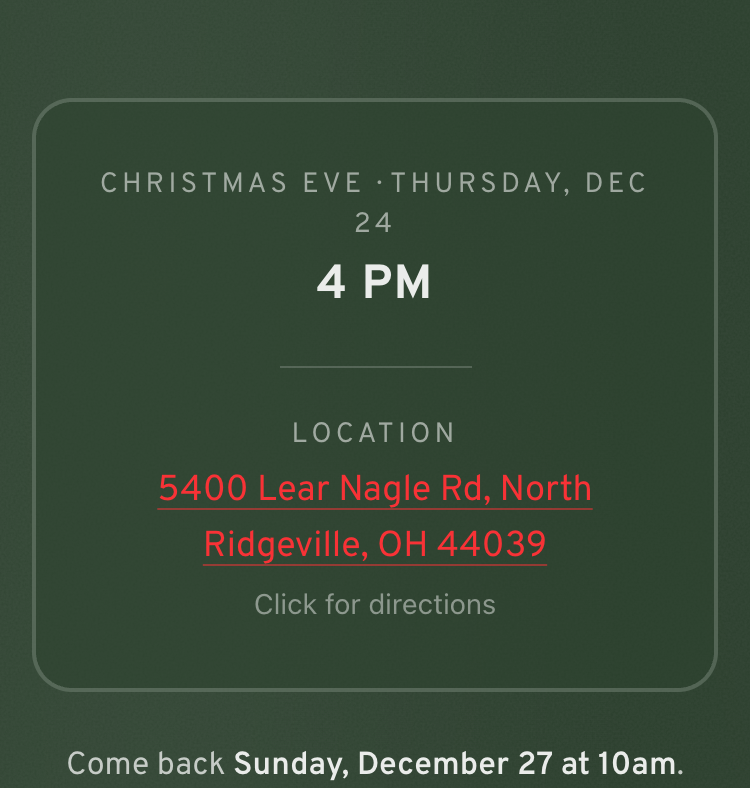 CHRISTMAS EVE · THURSDAY, DEC
24
4 PM
LOCATION
5400 Lear Nagle Rd, North
Ridgeville, OH 44039
Click for directions
Come back Sunday, December 27 at 10am.